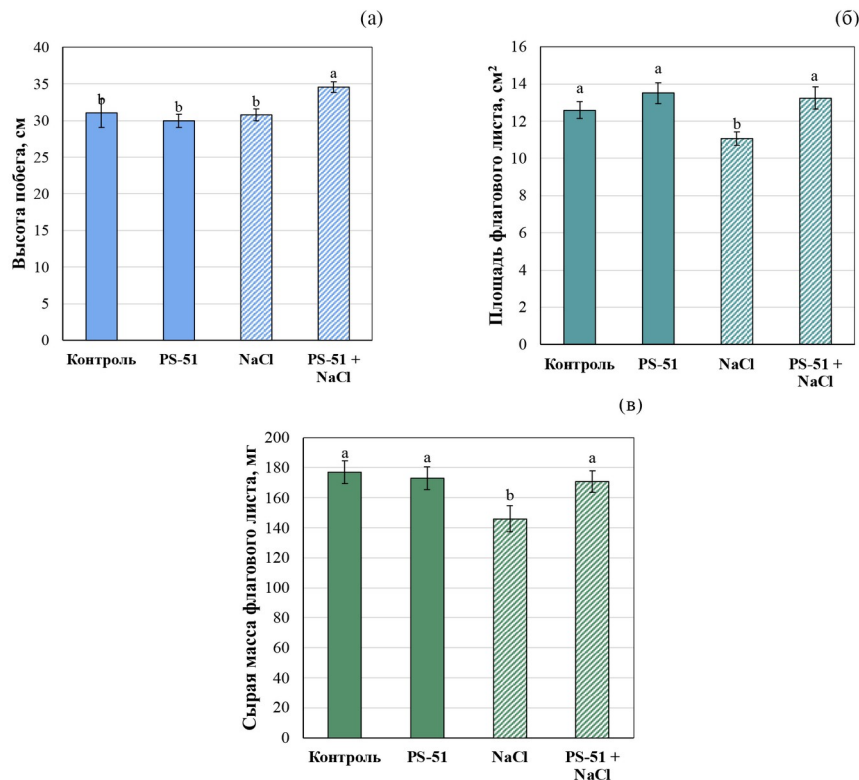 (а)
Высота побега, см
40
35
30
25
20
15
10
5
0
b
b
b
a
Контроль
PS-51
NaCl
PS-51 +
NaCl
(б)
Площадь флагового листа, см²
16
14
12
10
8
6
4
2
0
a
a
b
a
Контроль
PS-51
NaCl
PS-51 +
NaCl
(в)
Сырая масса флагового листа, мг
200
180
160
140
120
100
80
60
40
20
0
a
a
b
a
Контроль
PS-51
NaCl
PS-51 +
NaCl